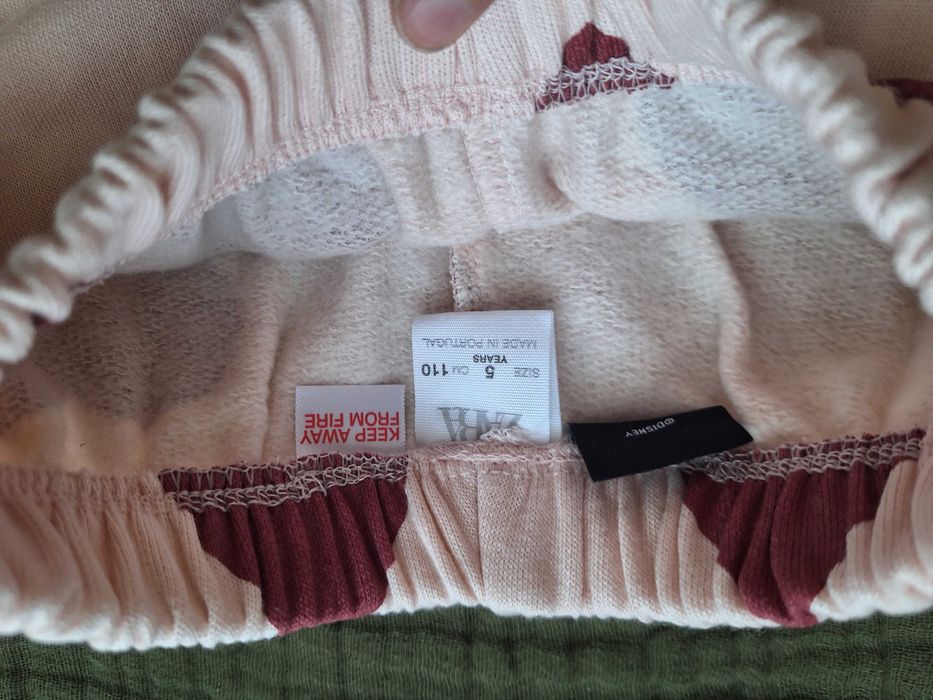 ZARA
SIZE 5 CM 110
YEARS
MADE IN PORTUGAL
KEEP AWAY
FROM FIRE
@DISNEY